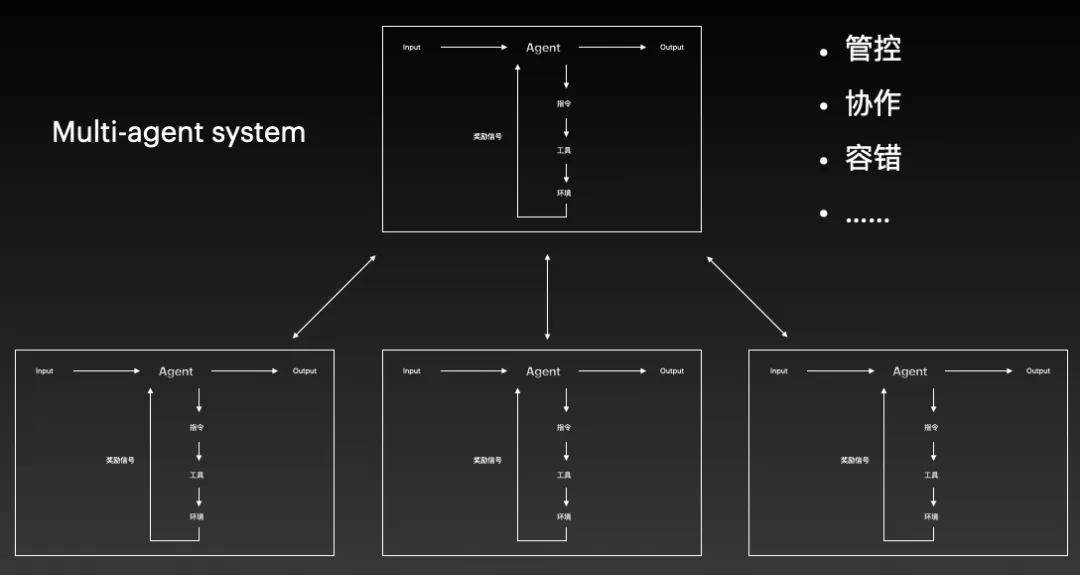 Multi-agent system
Input Agent Output
指令
奖励信号
工具
环境
管控
协作
容错
……
Input Agent Output
指令
奖励信号
工具
环境
Input Agent Output
指令
奖励信号
工具
环境
Input Agent Output
指令
奖励信号
工具
环境